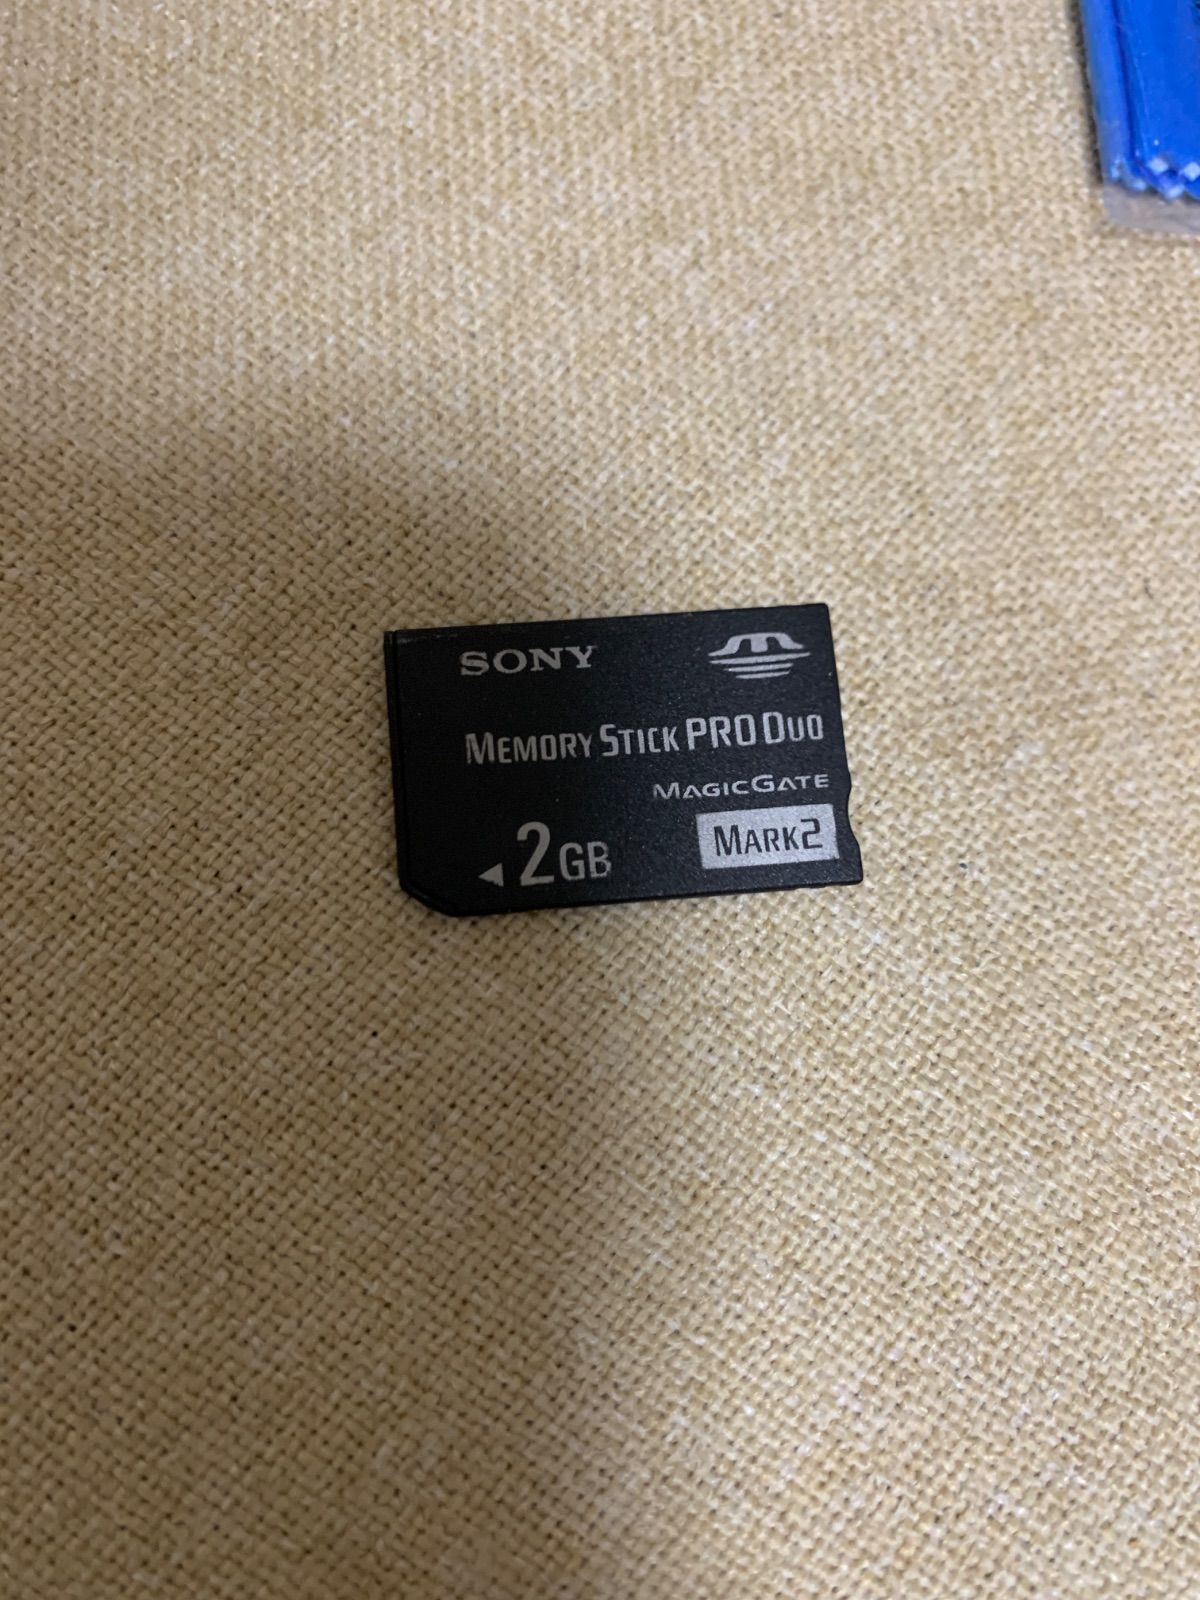 SONY
MEMORY STICK PRO DUO
MAGICGATE
MARK2
2GB